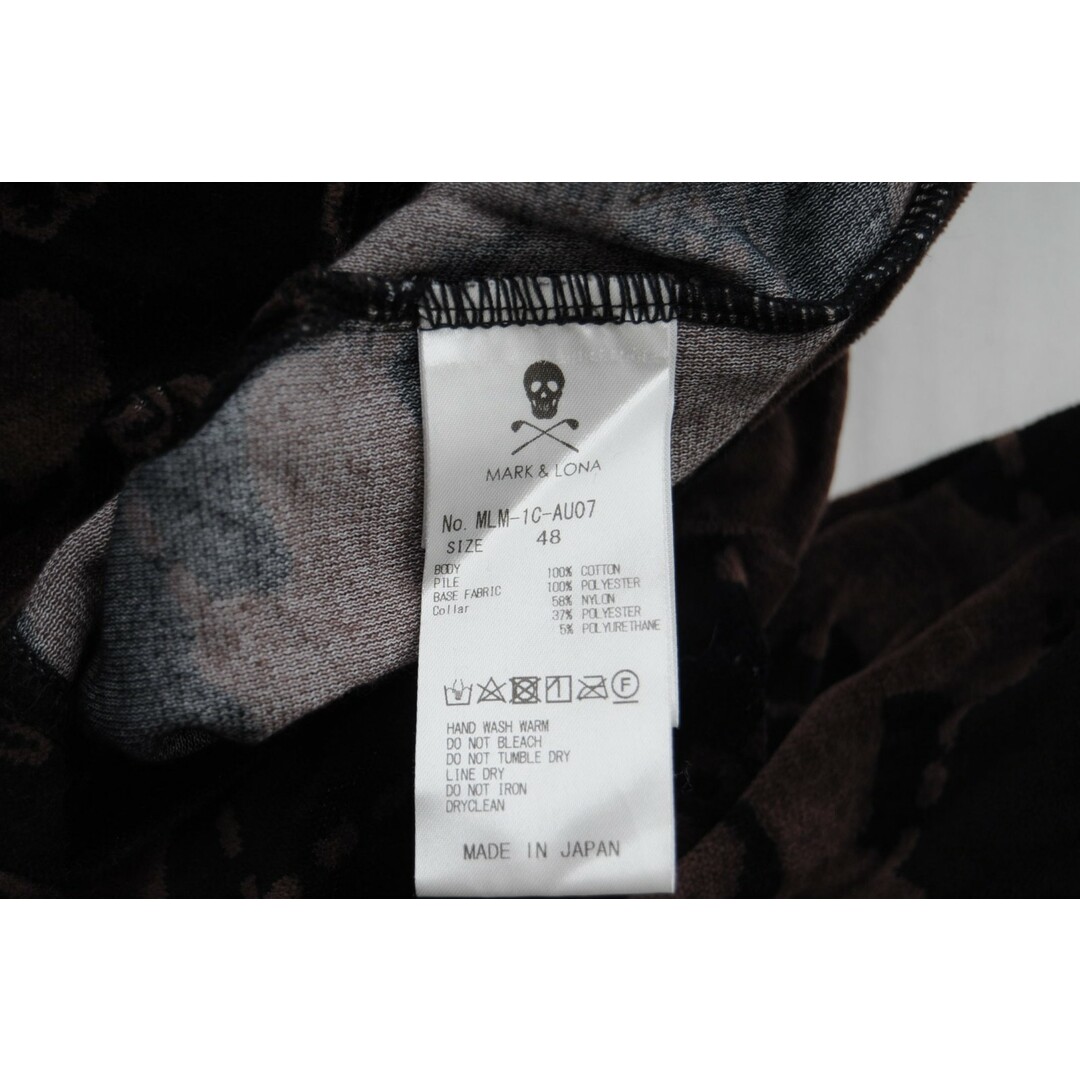 MARK & LONA
No. MLM-1C-AU07
SIZE 48
BODY
PILE 100% COTTON
BASE FABRIC 100% POLYESTER
Collar 58% NYLON
37% POLYESTER
5% POLYURETHANE
F
HAND WASH WARM
DO NOT BLEACH
DO NOT TUMBLE DRY
LINE DRY
DO NOT IRON
DRYCLEAN
MADE IN JAPAN